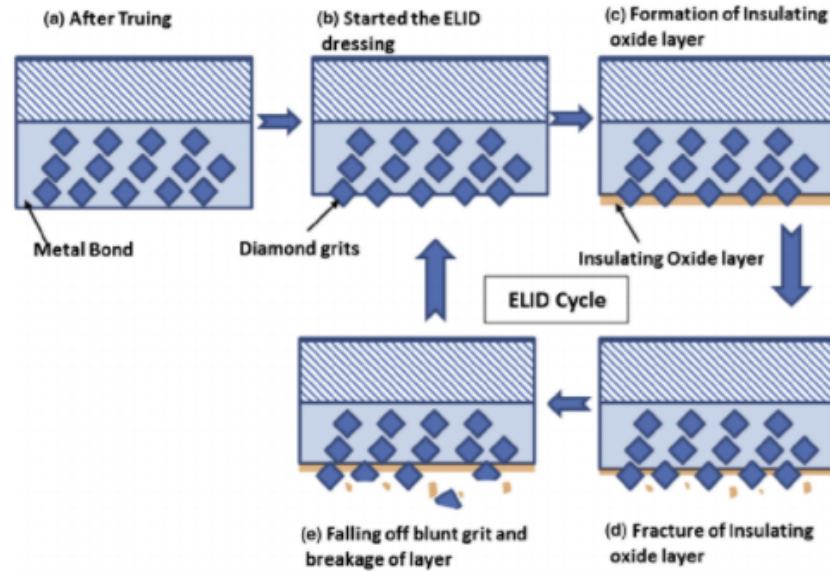 (a) After Truing
(b) Started the ELID
dressing
(c) Formation of Insulating
oxide layer
Metal Bond
Diamond grits
Insulating Oxide layer
ELID Cycle
(e) Falling off blunt grit and
breakage of layer
(d) Fracture of Insulating
oxide layer